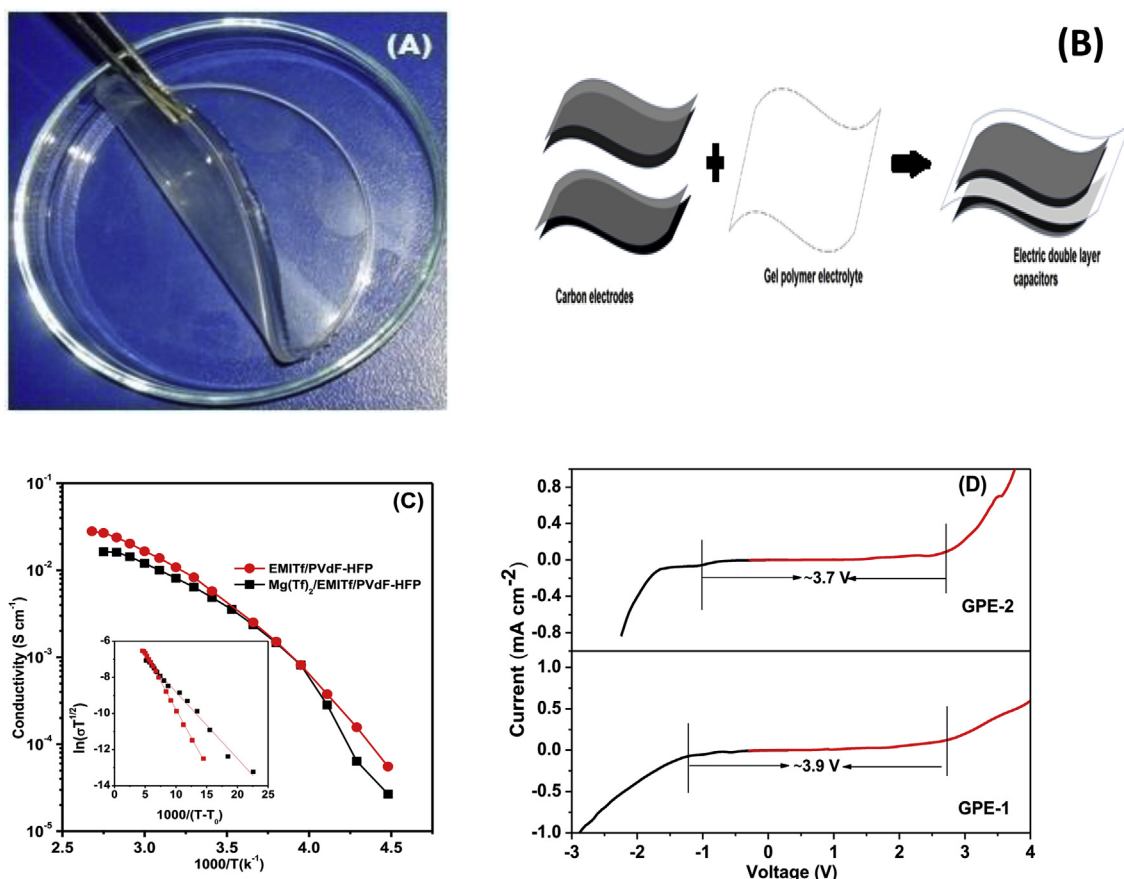 (A)
(B)
Carbon electrodes
Gel polymer electrolyte
Electric double layer
capacitors
(C)
EMITf/PVdF-HFP
Mg(Tf)₂/EMITf/PVdF-HFP
Conductivity (S cm⁻¹)
10⁻¹
10⁻²
10⁻³
10⁻⁴
10⁻⁵
2.5 3.0 3.5 4.0 4.5
1000/T(k⁻¹)
ln(σT^1/2)
-6
-8
-10
-12
-14
0 5 10 15 20 25
1000/(T-T₀)
(D)
Current (mA cm⁻²)
0.8
0.4
0.0
-0.4
-0.8
~3.7 V
GPE-2
1.0
0.5
0.0
-0.5
-1.0
~3.9 V
GPE-1
-3 -2 -1 0 1 2 3 4
Voltage (V)